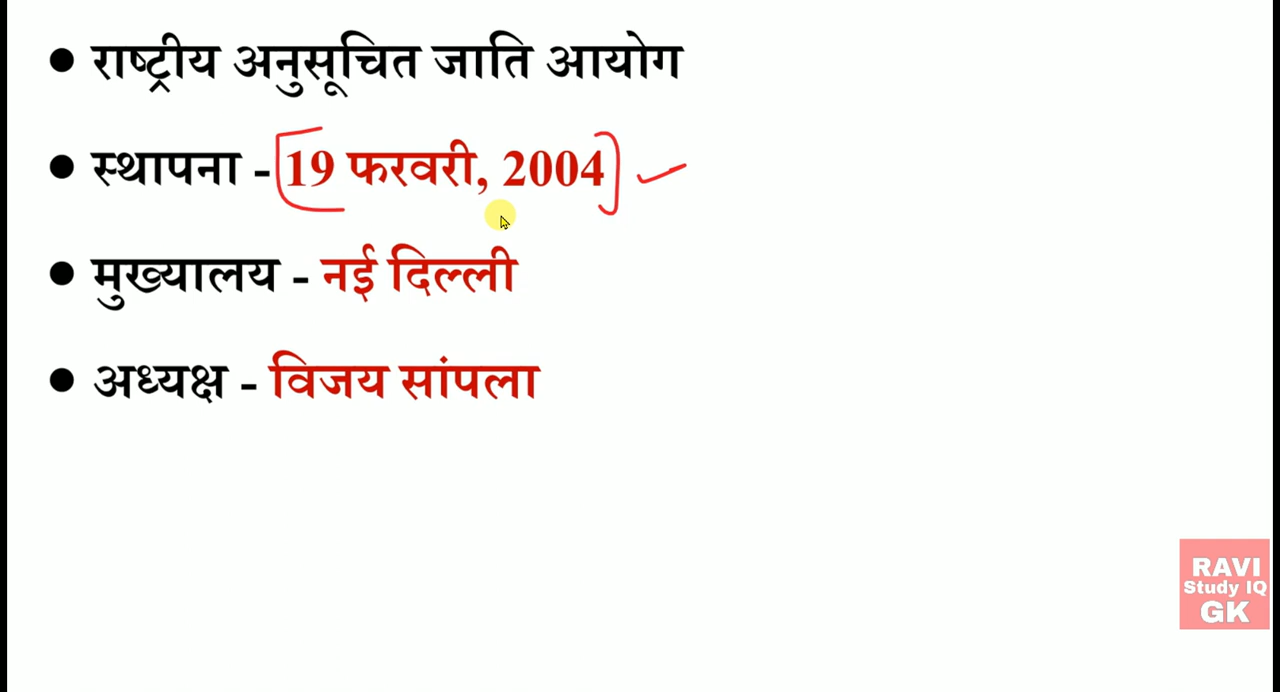 ● राष्ट्रीय अनुसूचित जाति आयोग
● स्थापना - 19 फरवरी, 2004
● मुख्यालय - नई दिल्ली
● अध्यक्ष - विजय सांपला
RAVI
Study IQ
GK